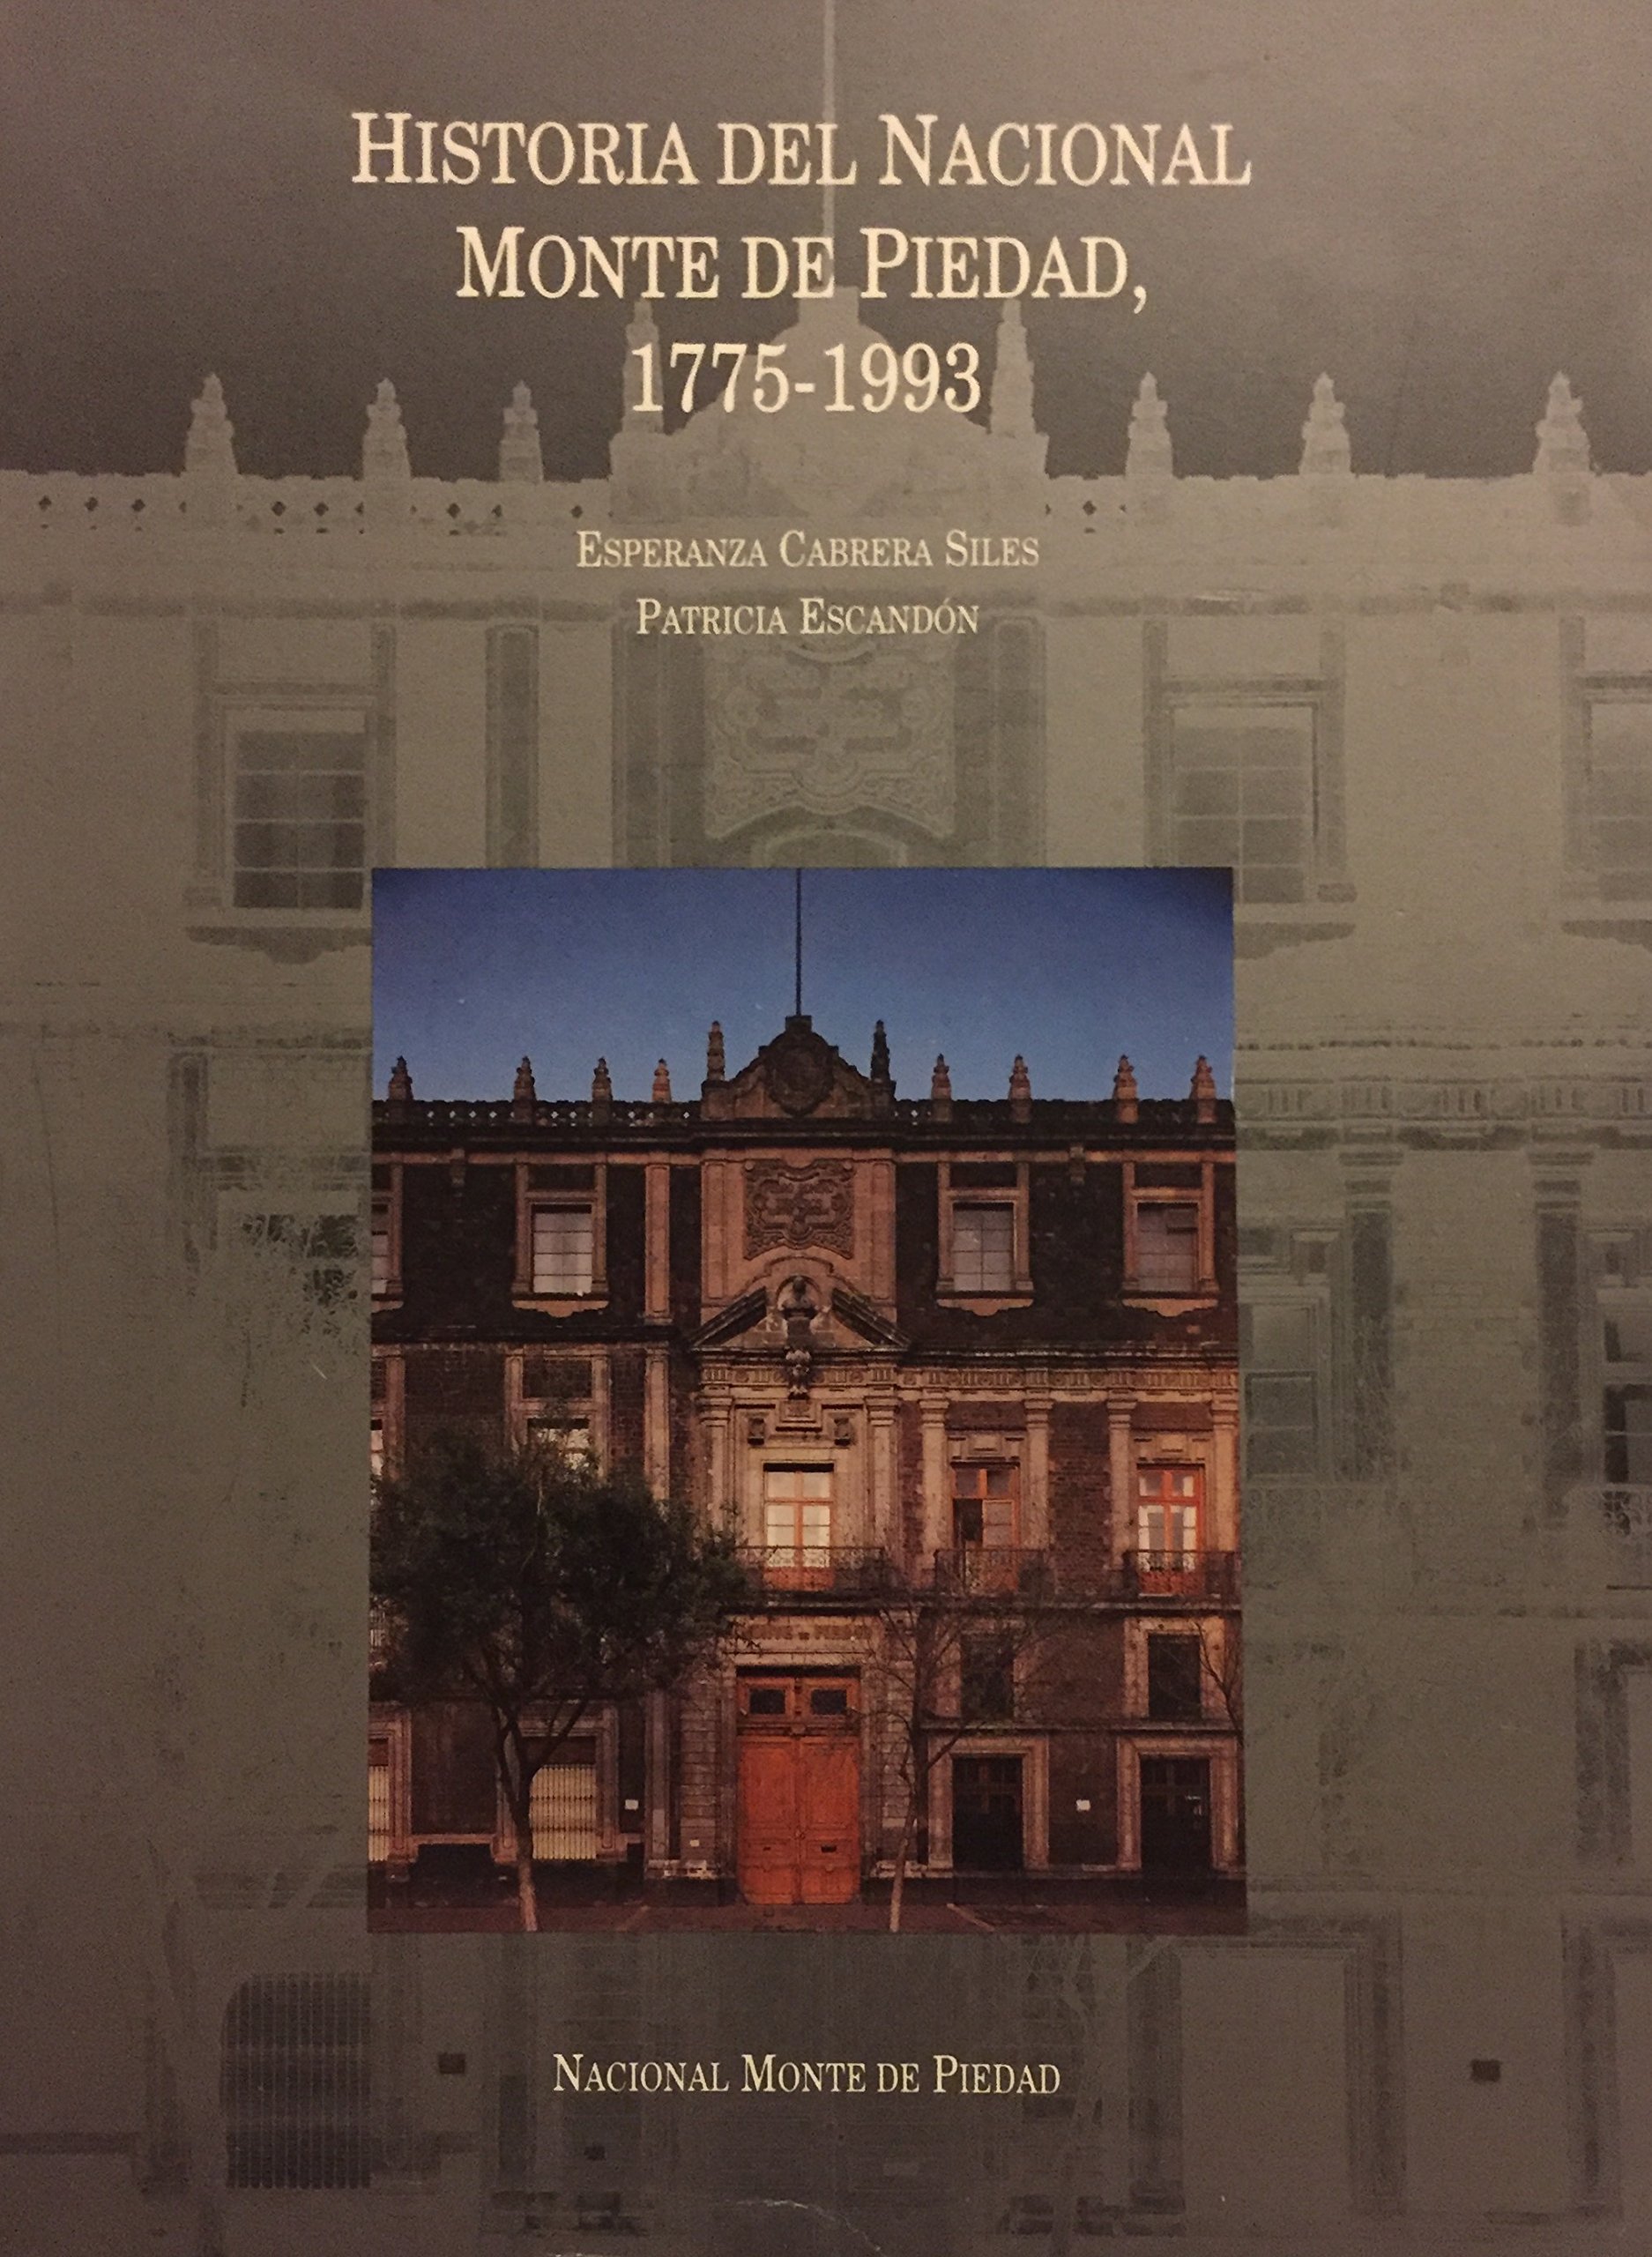 HISTORIA DEL NACIONAL
MONTE DE PIEDAD,
1775-1993
ESPERANZA CABRERA SILES
PATRICIA ESCANDÓN
NACIONAL MONTE DE PIEDAD